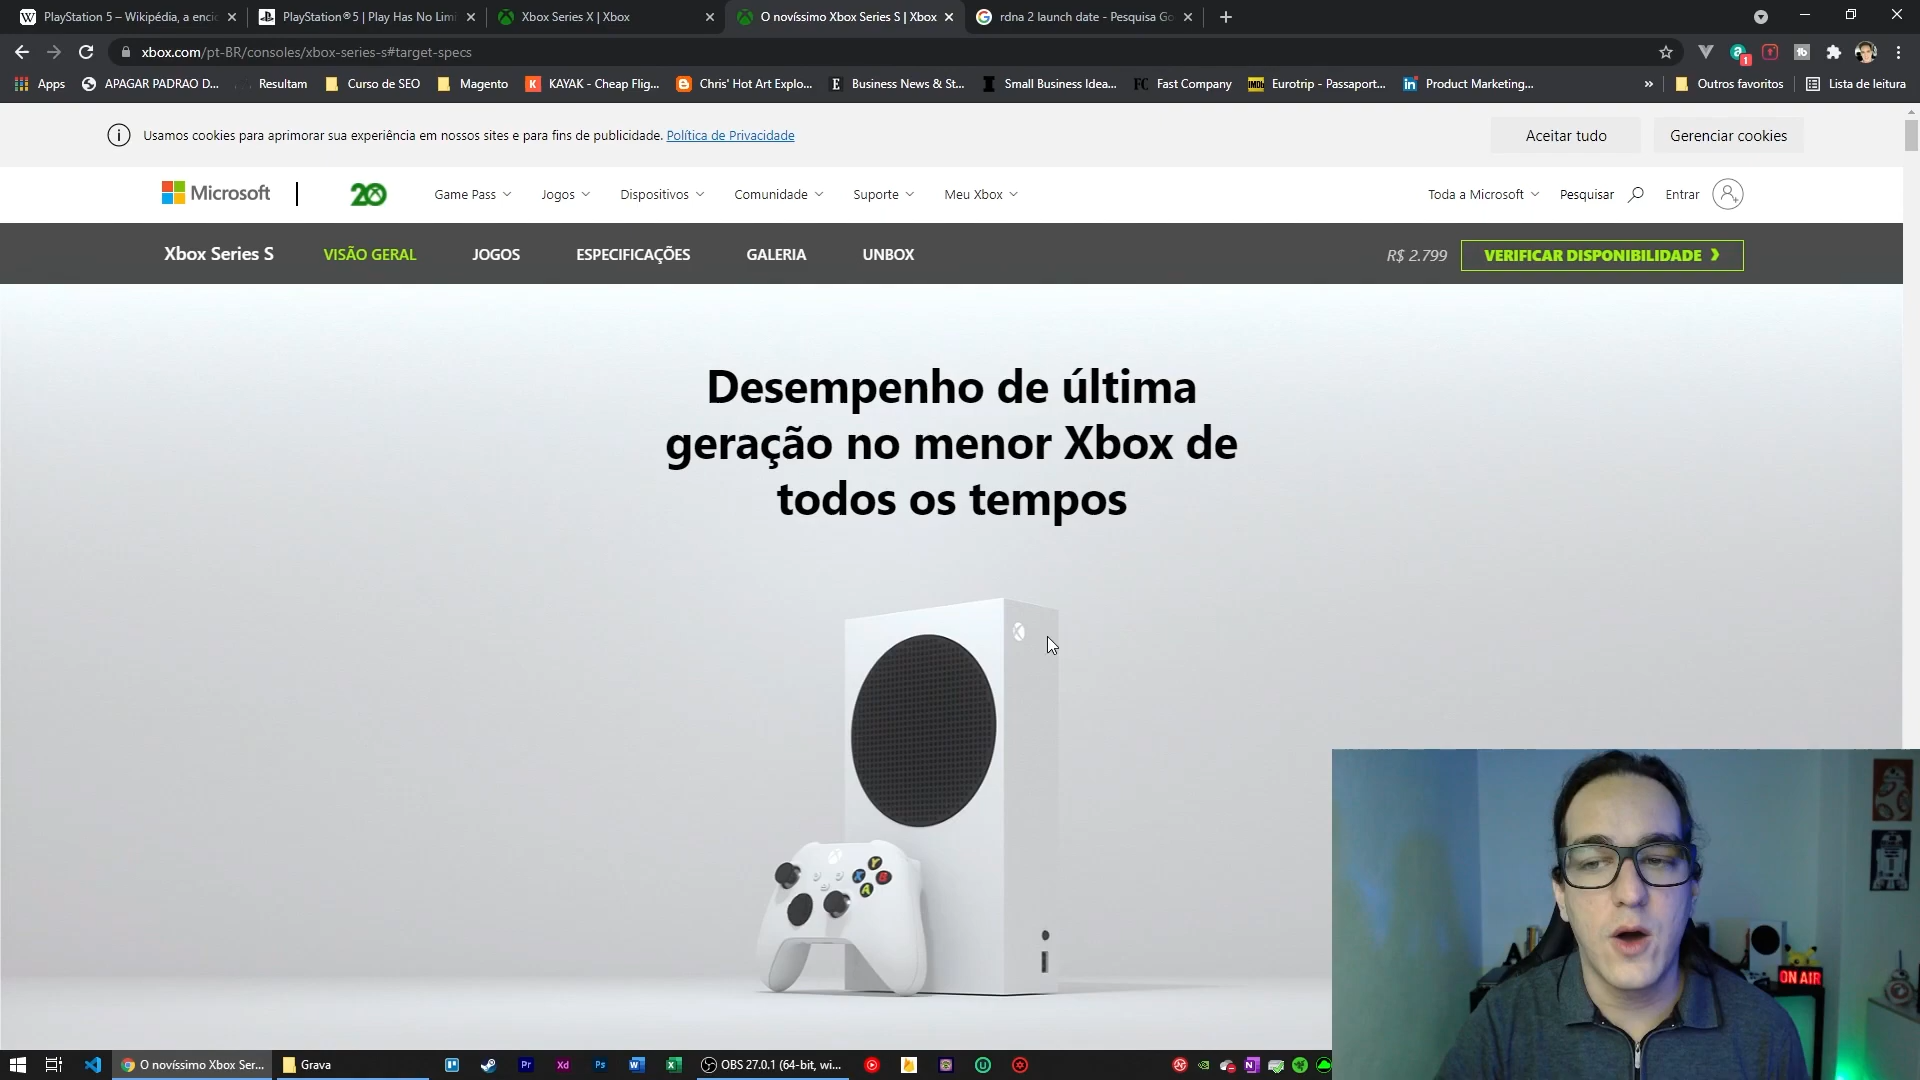 PlayStation 5 – Wikipédia, a enci
PlayStation®5 | Play Has No Limi
Xbox Series X | Xbox
O novíssimo Xbox Series S | Xbox
rdna 2 launch date - Pesquisa Go
xbox.com/pt-BR/consoles/xbox-series-s#target-specs
Apps
APAGAR PADRAO D...
Resultam
Curso de SEO
Magento
KAYAK - Cheap Flig...
Chris' Hot Art Explo...
Business News & St...
Small Business Idea...
Fast Company
Eurotrip - Passaport...
Product Marketing...
»
Outros favoritos
Lista de leitura
Usamos cookies para aprimorar sua experiência em nossos sites e para fins de publicidade. Política de Privacidade
Aceitar tudo
Gerenciar cookies
Microsoft
20
Game Pass
Jogos
Dispositivos
Comunidade
Suporte
Meu Xbox
Toda a Microsoft
Pesquisar
Entrar
Xbox Series S
VISÃO GERAL
JOGOS
ESPECIFICAÇÕES
GALERIA
UNBOX
R$ 2.799
VERIFICAR DISPONIBILIDADE
Desempenho de última
geração no menor Xbox de
todos os tempos
Y
X
B
A
ON AIR
O novíssimo Xbox Ser...
Grava
Pr
Xd
Ps
OBS 27.0.1 (64-bit, wi...